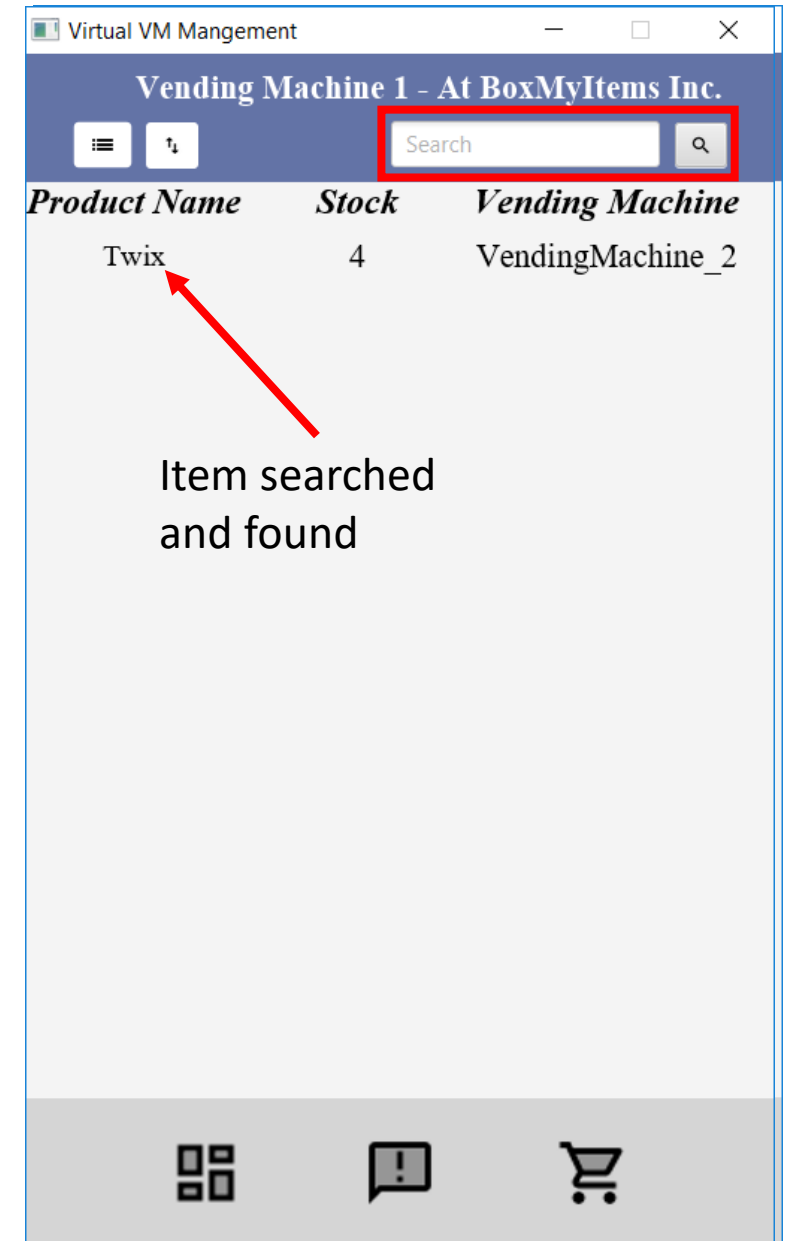 Virtual VM Mangement
Vending Machine 1 - At BoxMyItems Inc.
Search
Product Name Stock Vending Machine
Twix 4 VendingMachine_2
Item searched
and found